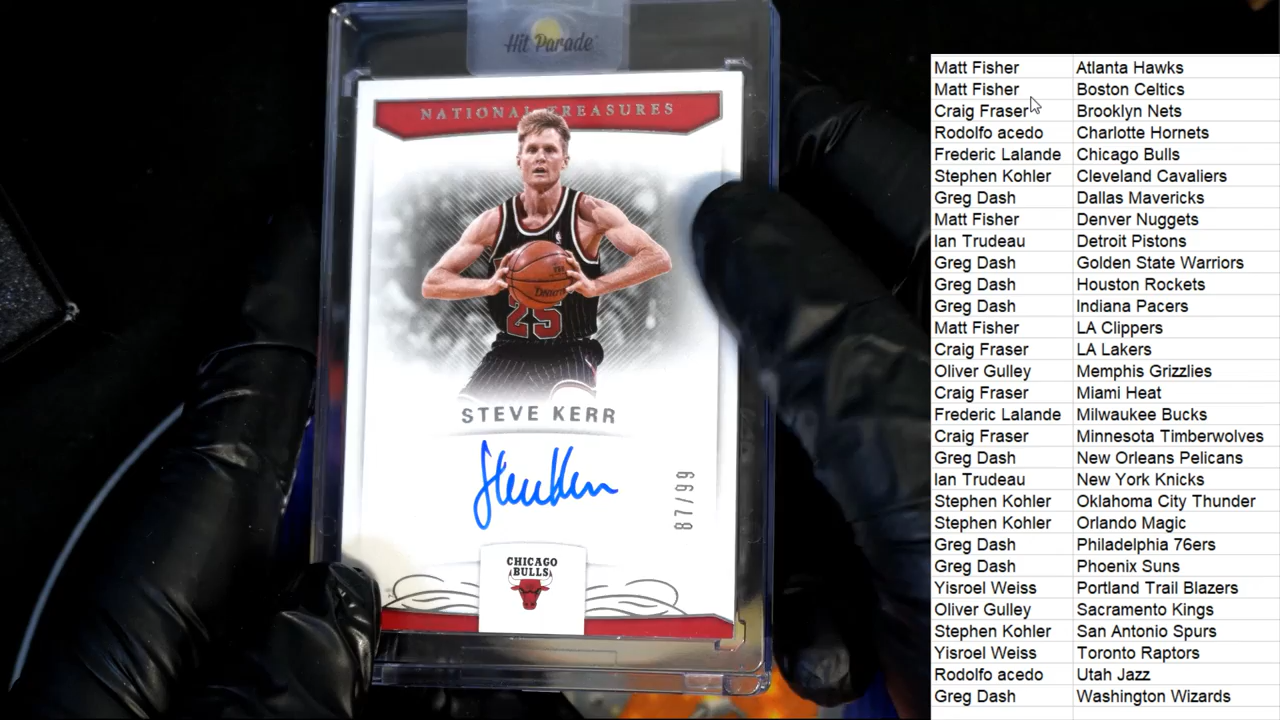 Hit Parade
NATIONAL TREASURES
25
STEVE KERR
87/99
CHICAGO
BULLS
Matt Fisher Atlanta Hawks
Matt Fisher Boston Celtics
Craig Fraser Brooklyn Nets
Rodolfo acedo Charlotte Hornets
Frederic Lalande Chicago Bulls
Stephen Kohler Cleveland Cavaliers
Greg Dash Dallas Mavericks
Matt Fisher Denver Nuggets
Ian Trudeau Detroit Pistons
Greg Dash Golden State Warriors
Greg Dash Houston Rockets
Greg Dash Indiana Pacers
Matt Fisher LA Clippers
Craig Fraser LA Lakers
Oliver Gulley Memphis Grizzlies
Craig Fraser Miami Heat
Frederic Lalande Milwaukee Bucks
Craig Fraser Minnesota Timberwolves
Greg Dash New Orleans Pelicans
Ian Trudeau New York Knicks
Stephen Kohler Oklahoma City Thunder
Stephen Kohler Orlando Magic
Greg Dash Philadelphia 76ers
Greg Dash Phoenix Suns
Yisroel Weiss Portland Trail Blazers
Oliver Gulley Sacramento Kings
Stephen Kohler San Antonio Spurs
Yisroel Weiss Toronto Raptors
Rodolfo acedo Utah Jazz
Greg Dash Washington Wizards